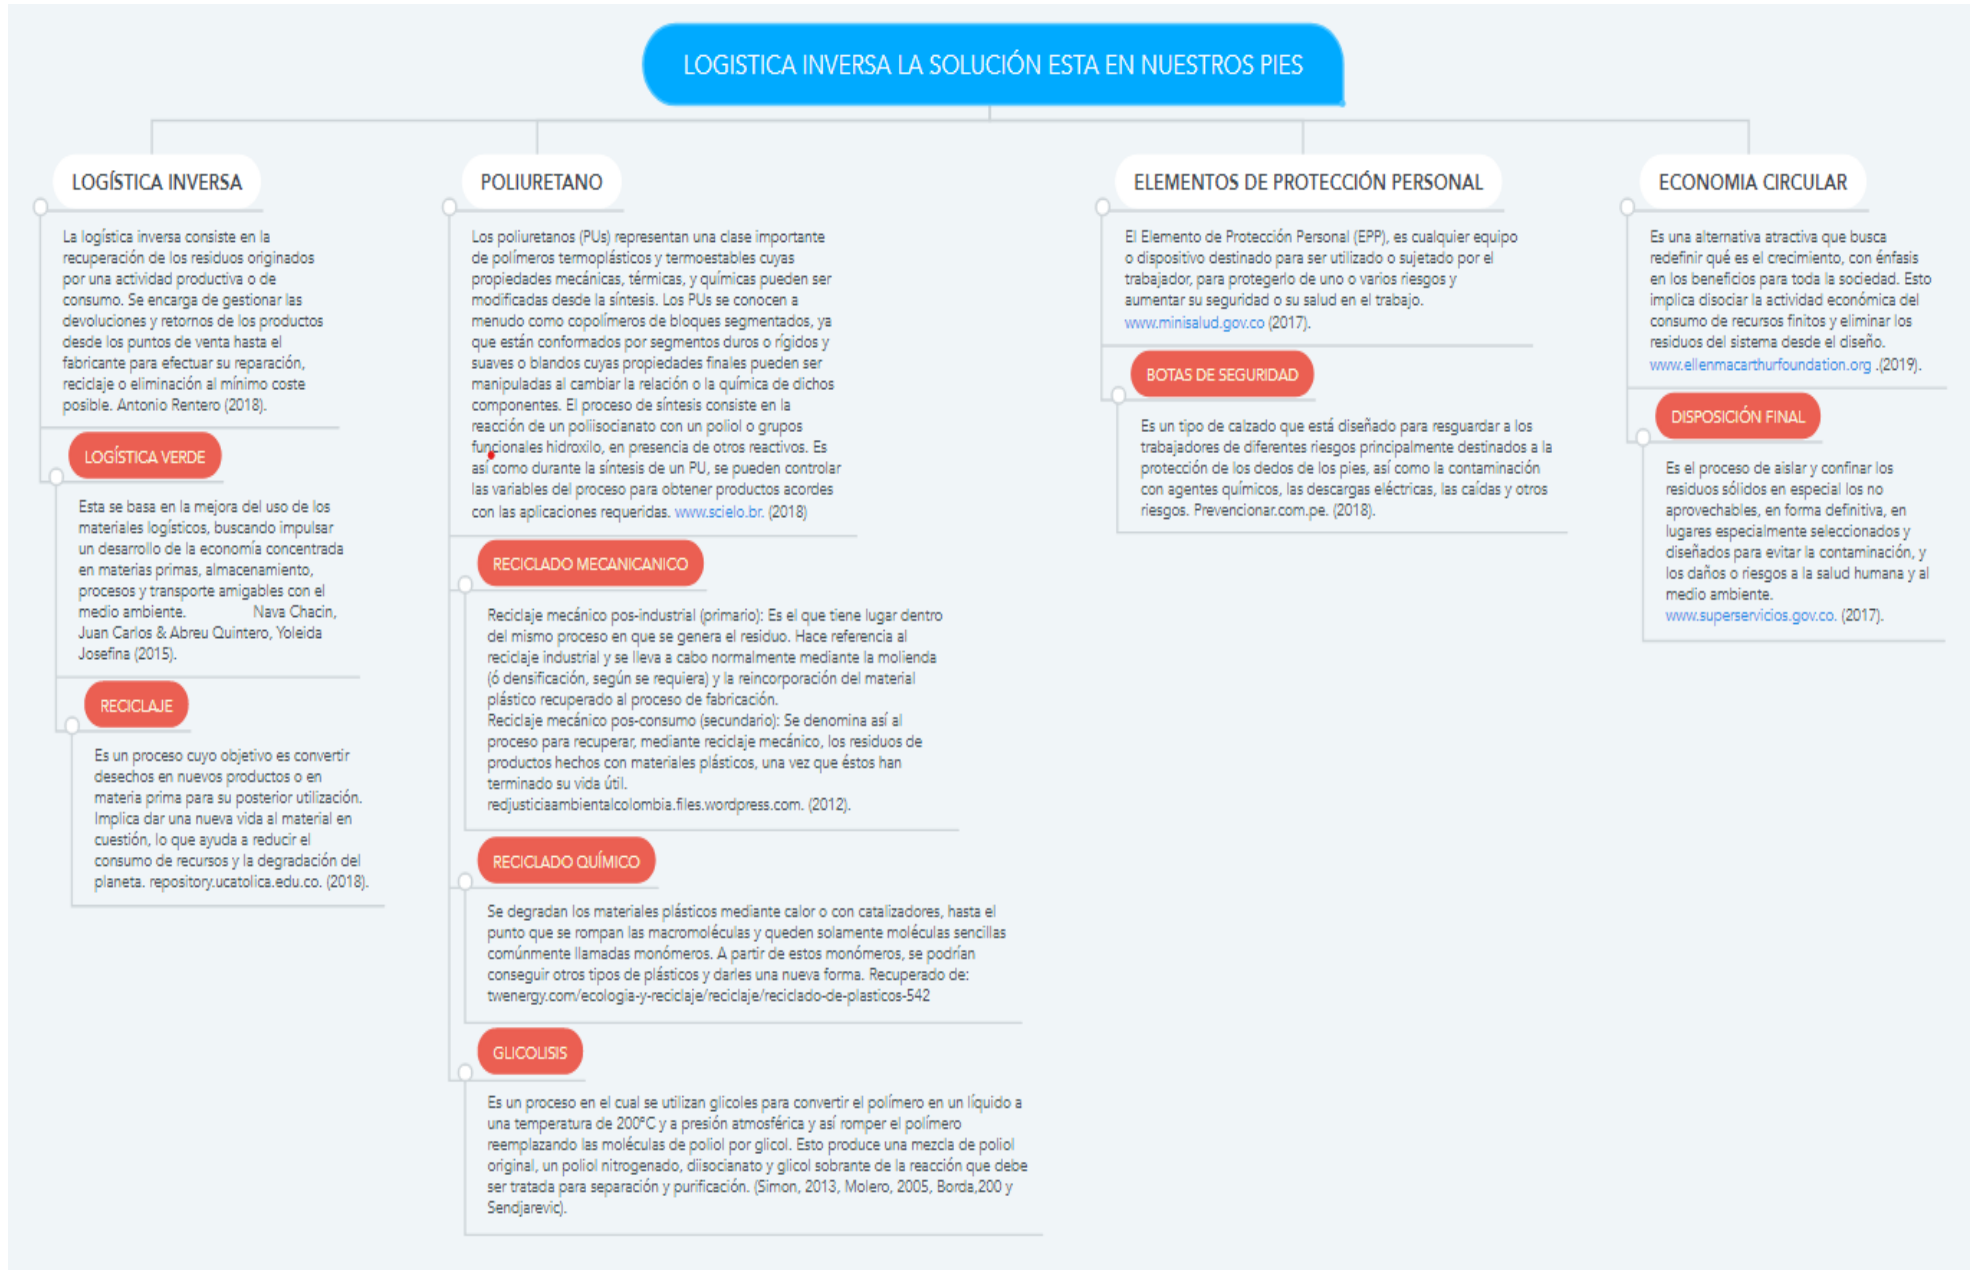 LOGISTICA INVERSA LA SOLUCIÓN ESTA EN NUESTROS PIES
LOGÍSTICA INVERSA
La logística inversa consiste en la
recuperación de los residuos originados
por una actividad productiva o de
consumo. Se encarga de gestionar las
devoluciones y retornos de los productos
desde los puntos de venta hasta el
fabricante para efectuar su reparación,
reciclaje o eliminación al mínimo coste
posible. Antonio Rentero (2018).
LOGÍSTICA VERDE
Esta se basa en la mejora del uso de los
materiales logísticos, buscando impulsar
un desarrollo de la economía concentrada
en materias primas, almacenamiento,
procesos y transporte amigables con el
medio ambiente. Nava Chacin,
Juan Carlos & Abreu Quintero, Yoleida
Josefina (2015).
RECICLAJE
Es un proceso cuyo objetivo es convertir
desechos en nuevos productos o en
materia prima para su posterior utilización.
Implica dar una nueva vida al material en
cuestión, lo que ayuda a reducir el
consumo de recursos y la degradación del
planeta. repository.ucatolica.edu.co. (2018).
POLIURETANO
Los poliuretanos (PUs) representan una clase importante
de polímeros termoplásticos y termoestables cuyas
propiedades mecánicas, térmicas, y químicas pueden ser
modificadas desde la síntesis. Los PUs se conocen a
menudo como copolímeros de bloques segmentados, ya
que están conformados por segmentos duros o rígidos y
suaves o blandos cuyas propiedades finales pueden ser
manipuladas al cambiar la relación o la química de dichos
componentes. El proceso de síntesis consiste en la
reacción de un poliisocianato con un poliol o grupos
funcionales hidroxilo, en presencia de otros reactivos. Es
así como durante la síntesis de un PU, se pueden controlar
las variables del proceso para obtener productos acordes
con las aplicaciones requeridas. www.scielo.br. (2018)
RECICLADO MECANICANICO
Reciclaje mecánico pos-industrial (primario): Es el que tiene lugar dentro
del mismo proceso en que se genera el residuo. Hace referencia al
reciclaje industrial y se lleva a cabo normalmente mediante la molienda
(ó densificación, según se requiera) y la reincorporación del material
plástico recuperado al proceso de fabricación.
Reciclaje mecánico pos-consumo (secundario): Se denomina así al
proceso para recuperar, mediante reciclaje mecánico, los residuos de
productos hechos con materiales plásticos, una vez que éstos han
terminado su vida útil.
redjusticiaambientalcolombia.files.wordpress.com. (2012).
RECICLADO QUÍMICO
Se degradan los materiales plásticos mediante calor o con catalizadores, hasta el
punto que se rompan las macromoléculas y queden solamente moléculas sencillas
comúnmente llamadas monómeros. A partir de estos monómeros, se podrían
conseguir otros tipos de plásticos y darles una nueva forma. Recuperado de:
twenergy.com/ecologia-y-reciclaje/reciclaje/reciclado-de-plasticos-542
GLICOLISIS
Es un proceso en el cual se utilizan glicoles para convertir el polímero en un líquido a
una temperatura de 200°C y a presión atmosférica y así romper el polímero
reemplazando las moléculas de poliol por glicol. Esto produce una mezcla de poliol
original, un poliol nitrogenado, diisocianato y glicol sobrante de la reacción que debe
ser tratada para separación y purificación. (Simon, 2013, Molero, 2005, Borda,200 y
Sendjarevic).
ELEMENTOS DE PROTECCIÓN PERSONAL
El Elemento de Protección Personal (EPP), es cualquier equipo
o dispositivo destinado para ser utilizado o sujetado por el
trabajador, para protegerlo de uno o varios riesgos y
aumentar su seguridad o su salud en el trabajo.
www.minisalud.gov.co (2017).
BOTAS DE SEGURIDAD
Es un tipo de calzado que está diseñado para resguardar a los
trabajadores de diferentes riesgos principalmente destinados a la
protección de los dedos de los pies, así como la contaminación
con agentes químicos, las descargas eléctricas, las caídas y otros
riesgos. Prevencionar.com.pe. (2018).
ECONOMIA CIRCULAR
Es una alternativa atractiva que busca
redefinir qué es el crecimiento, con énfasis
en los beneficios para toda la sociedad. Esto
implica disociar la actividad económica del
consumo de recursos finitos y eliminar los
residuos del sistema desde el diseño.
www.ellenmacarthurfoundation.org .(2019).
DISPOSICIÓN FINAL
Es el proceso de aislar y confinar los
residuos sólidos en especial los no
aprovechables, en forma definitiva, en
lugares especialmente seleccionados y
diseñados para evitar la contaminación, y
los daños o riesgos a la salud humana y al
medio ambiente.
www.superservicios.gov.co. (2017).